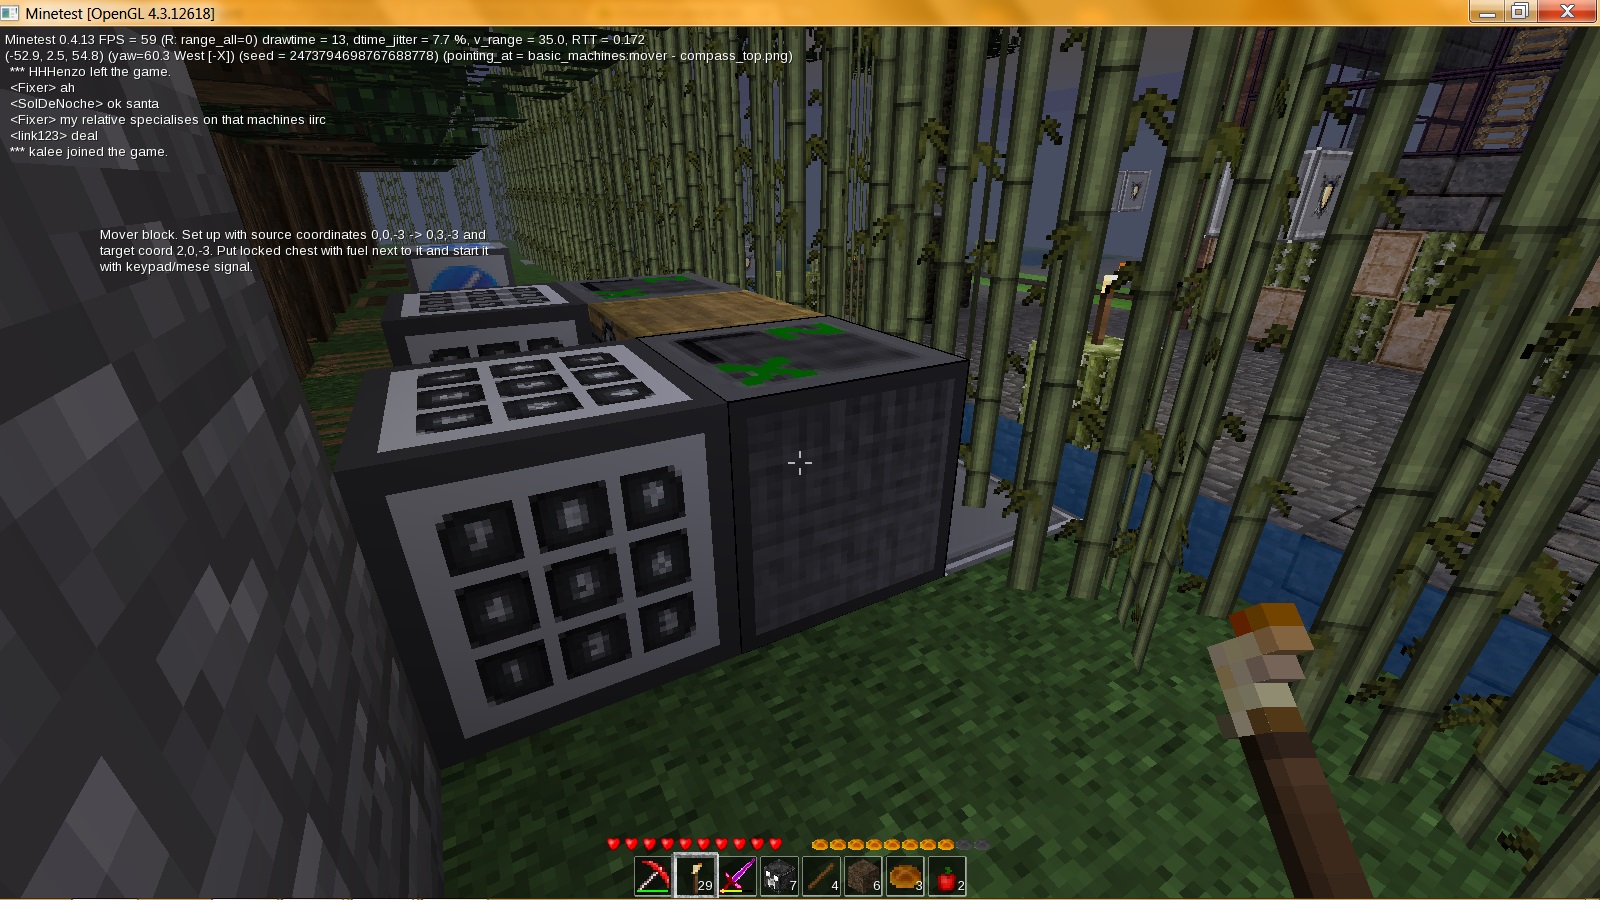 Minetest [OpenGL 4.3.12618]
Minetest 0.4.13 FPS = 59 (R: range_all=0) drawtime = 13, dtime_jitter = 7.7 %, v_range = 35.0, RTT = 0.172
(-52.9, 2.5, 54.8) (yaw=60.3 West [-X]) (seed = 2473794698767688778) (pointing_at = basic_machines:mover - compass_top.png)
*** HHHenzo left the game.
<Fixer> ah
<SolDeNoche> ok santa
<Fixer> my relative specialises on that machines iirc
<link123> deal
*** kalee joined the game.
Mover block. Set up with source coordinates 0,0,-3 -> 0,3,-3 and
target coord 2,0,-3. Put locked chest with fuel next to it and start it
with keypad/mese signal.
29 7 4 6 3 2